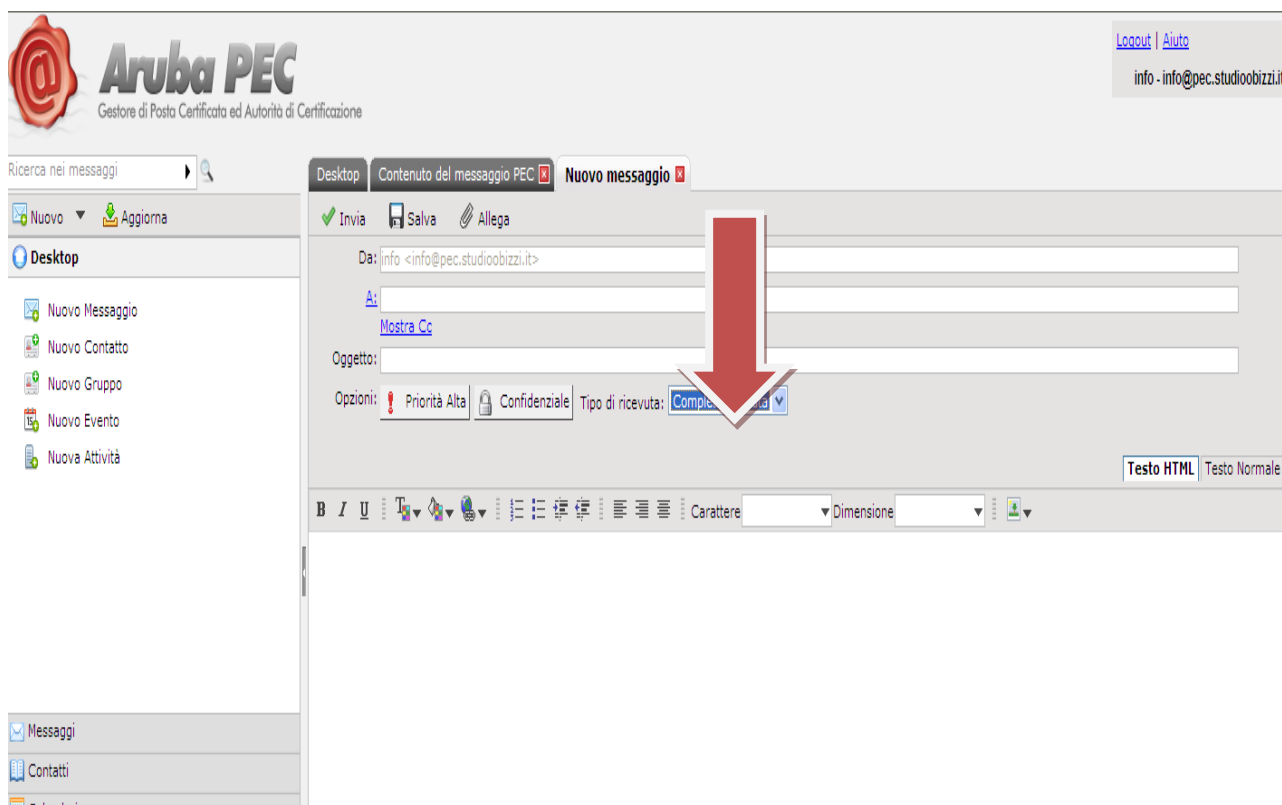 Aruba PEC
Gestore di Posta Certificata ed Autorità di Certificazione
Logout | Aiuto
info - info@pec.studioobizzi.it
Ricerca nei messaggi
Nuovo Aggiorna
Desktop
Nuovo Messaggio
Nuovo Contatto
Nuovo Gruppo
Nuovo Evento
Nuova Attività
Messaggi
Contatti
Desktop Contenuto del messaggio PEC Nuovo messaggio
Invia Salva Allega
Da: info <info@pec.studioobizzi.it>
A:
Mostra Cc
Oggetto:
Opzioni: Priorità Alta Confidenziale Tipo di ricevuta:
Testo HTML Testo Normale
B I U Carattere Dimensione